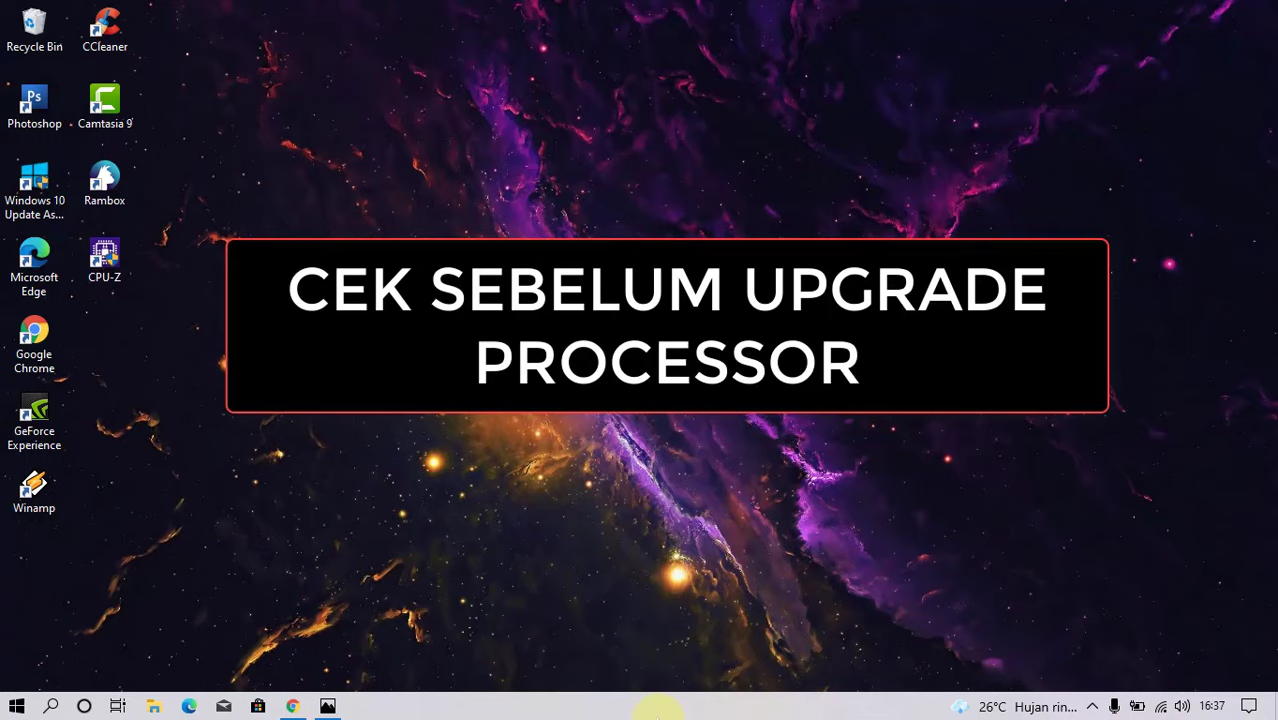 Recycle Bin
CCleaner
Ps
Photoshop
Camtasia 9
Windows 10
Update As...
Rambox
Microsoft
Edge
CPU-Z
CEK SEBELUM UPGRADE
PROCESSOR
Google
Chrome
GeForce
Experience
Winamp
26°C Hujan rin...
16:37